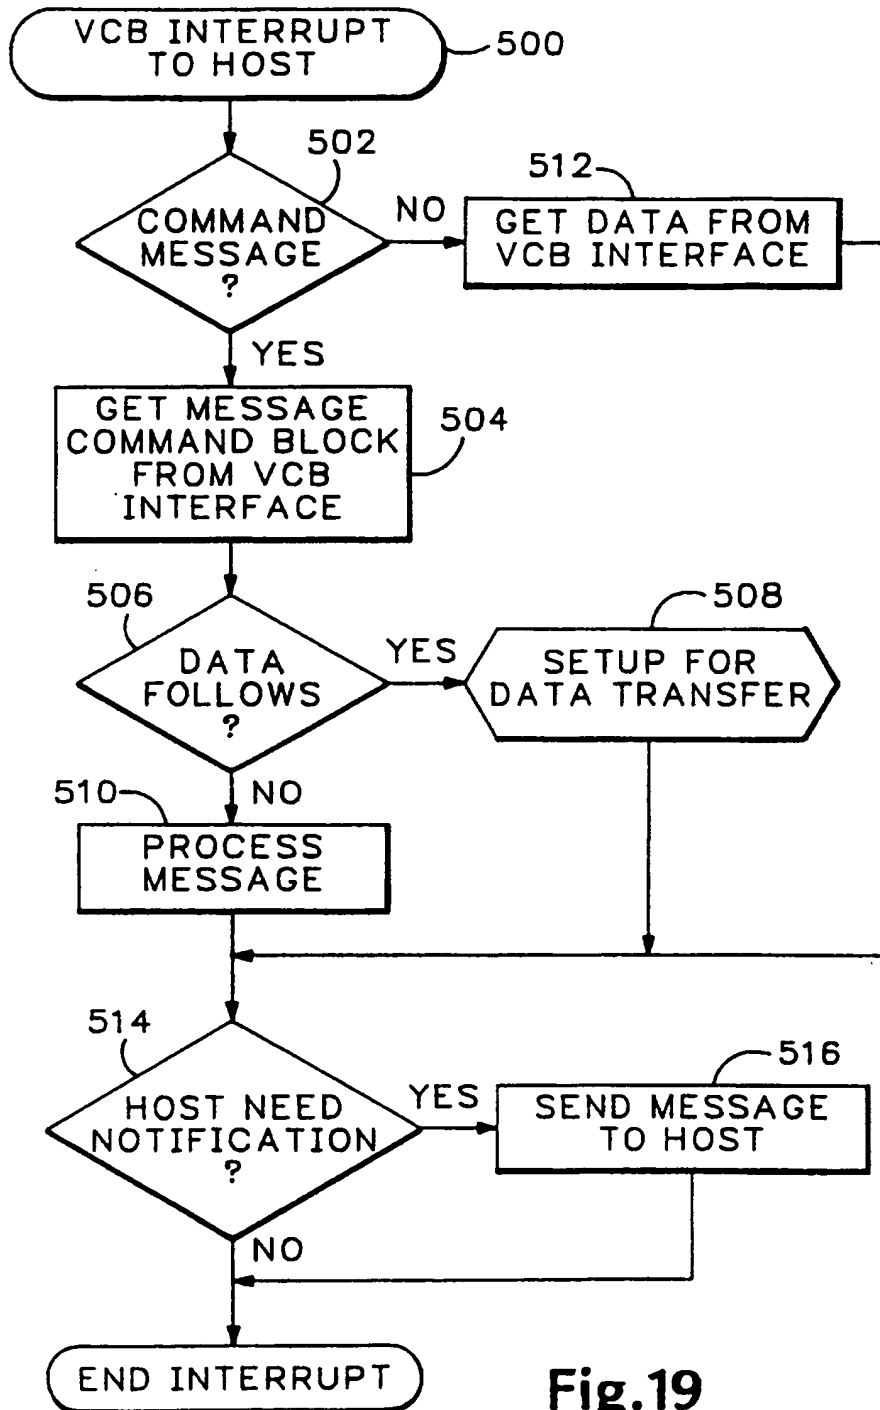 VCB INTERRUPT
TO HOST
500
502
COMMAND
MESSAGE
?
NO
512
GET DATA FROM
VCB INTERFACE
YES
GET MESSAGE
COMMAND BLOCK
FROM VCB
INTERFACE
504
506
DATA
FOLLOWS
?
YES
508
SETUP FOR
DATA TRANSFER
NO
510
PROCESS
MESSAGE
514
HOST NEED
NOTIFICATION
?
YES
516
SEND MESSAGE
TO HOST
NO
END INTERRUPT
Fig.19